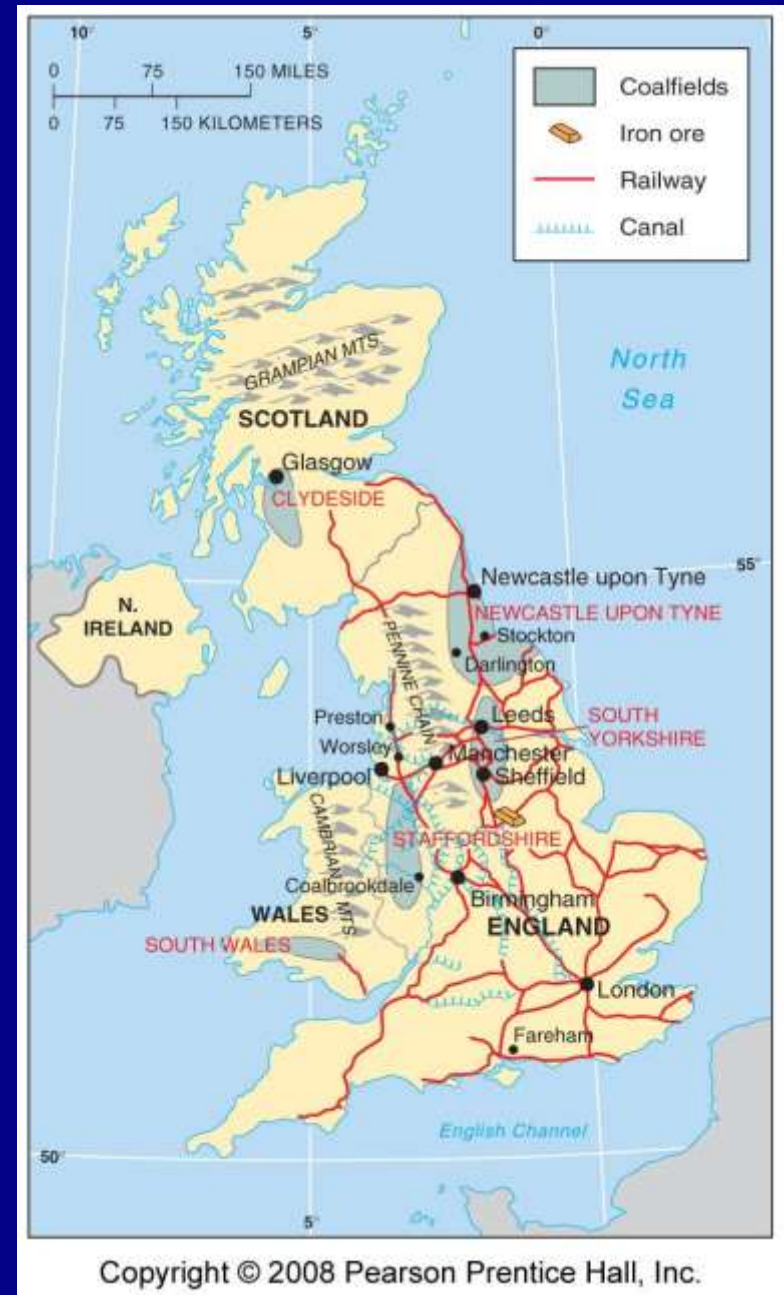 10°
5°
0°
0 75 150 MILES
0 75 150 KILOMETERS
Coalfields
Iron ore
Railway
Canal
North
Sea
GRAMPIAN MTS.
SCOTLAND
Glasgow
CLYDESIDE
55°
N.
IRELAND
Newcastle upon Tyne
NEWCASTLE UPON TYNE
Stockton
Darlington
PENNINE CHAIN
Preston
Leeds
SOUTH
YORKSHIRE
Worsley
Manchester
Liverpool
Sheffield
CAMBRIAN MTS
STAFFORDSHIRE
Coalbrookdale
Birmingham
WALES
ENGLAND
SOUTH WALES
London
Fareham
English Channel
50°
5°
0°
Copyright © 2008 Pearson Prentice Hall, Inc.